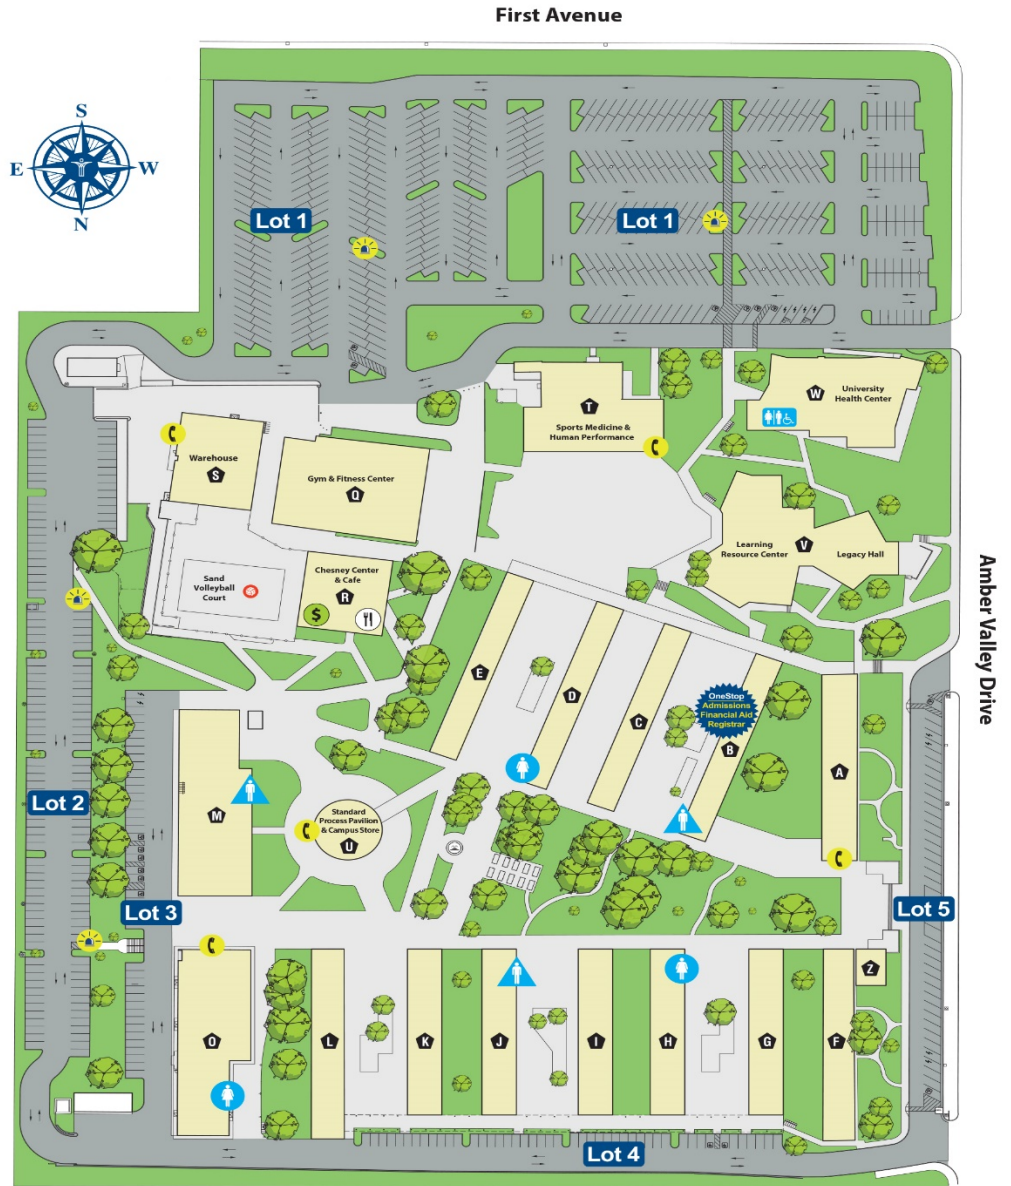 First Avenue
S
E
W
N
Lot 1
Lot 1
W
University
Health Center
T
Sports Medicine &
Human Performance
Warehouse
S
Gym & Fitness Center
Q
Learning
Resource Center
V
Legacy Hall
Chesney Center
& Cafe
R
$
Sand
Volleyball
Court
Amber Valley Drive
E
D
C
OneStop
Admissions
Financial Aid
Registrar
B
A
Lot 2
M
Standard
Process Pavilion
& Campus Store
U
Lot 3
Lot 5
Z
O
L
K
J
I
H
G
F
Lot 4